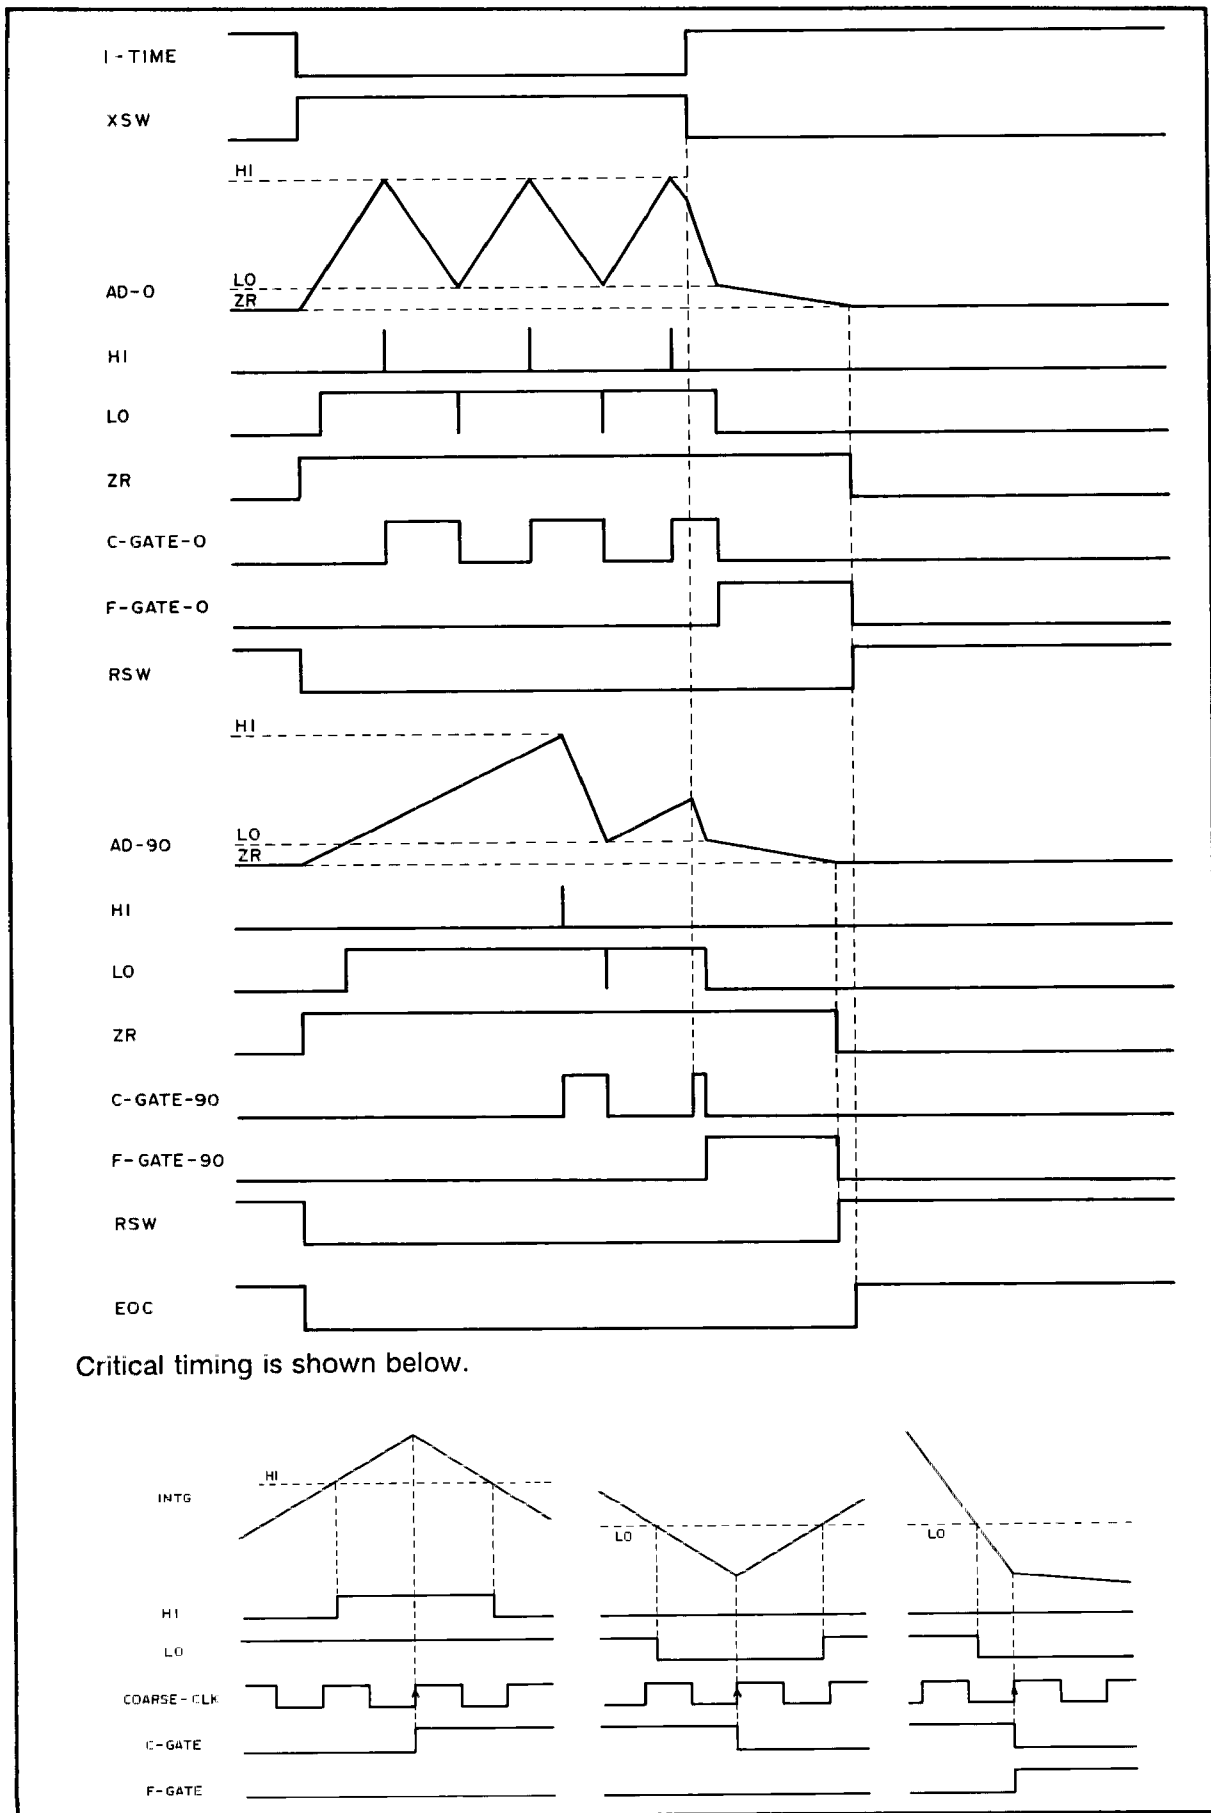 I-TIME
XSW
HI
LO
AD-0
ZR
HI
LO
ZR
C-GATE-0
F-GATE-0
RSW
HI
LO
AD-90
ZR
HI
LO
ZR
C-GATE-90
F-GATE-90
RSW
EOC
Critical timing is shown below.
HI
INTG
LO
LO
HI
LO
COARSE-CLK
C-GATE
F-GATE